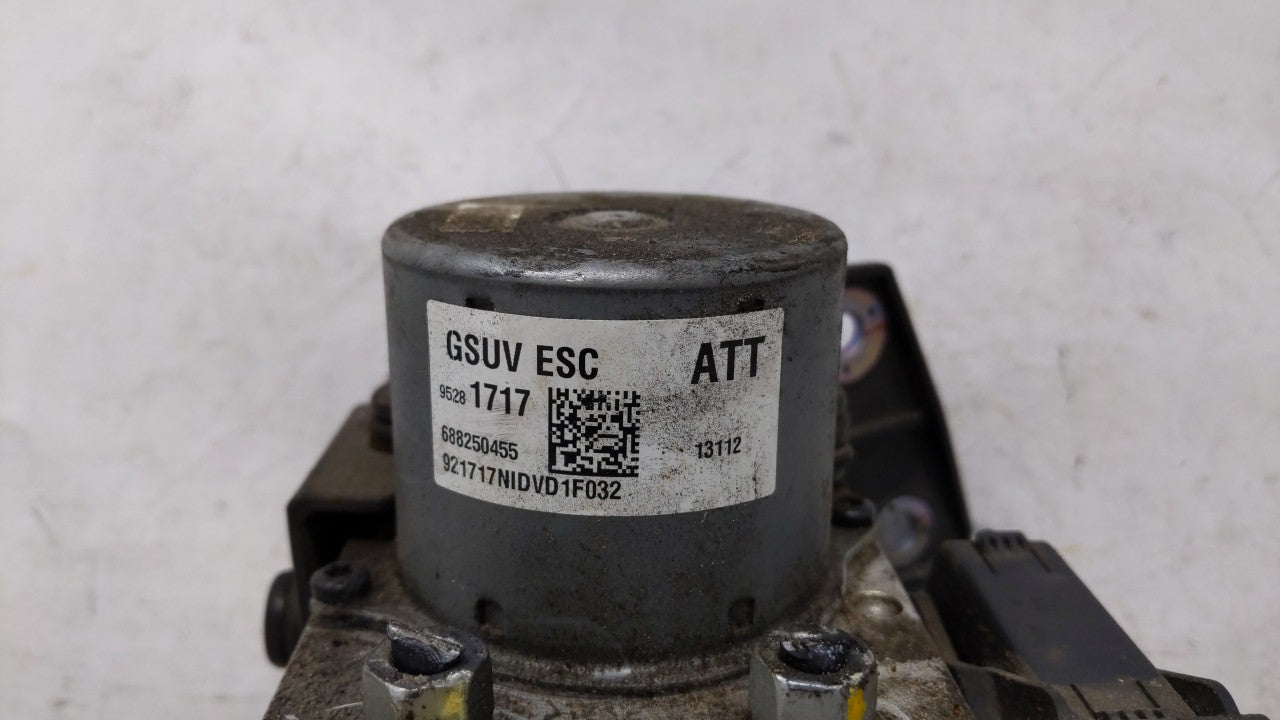 GSUV ESC ATT
9528 1717
688250455 13112
921717NIDVD1F032